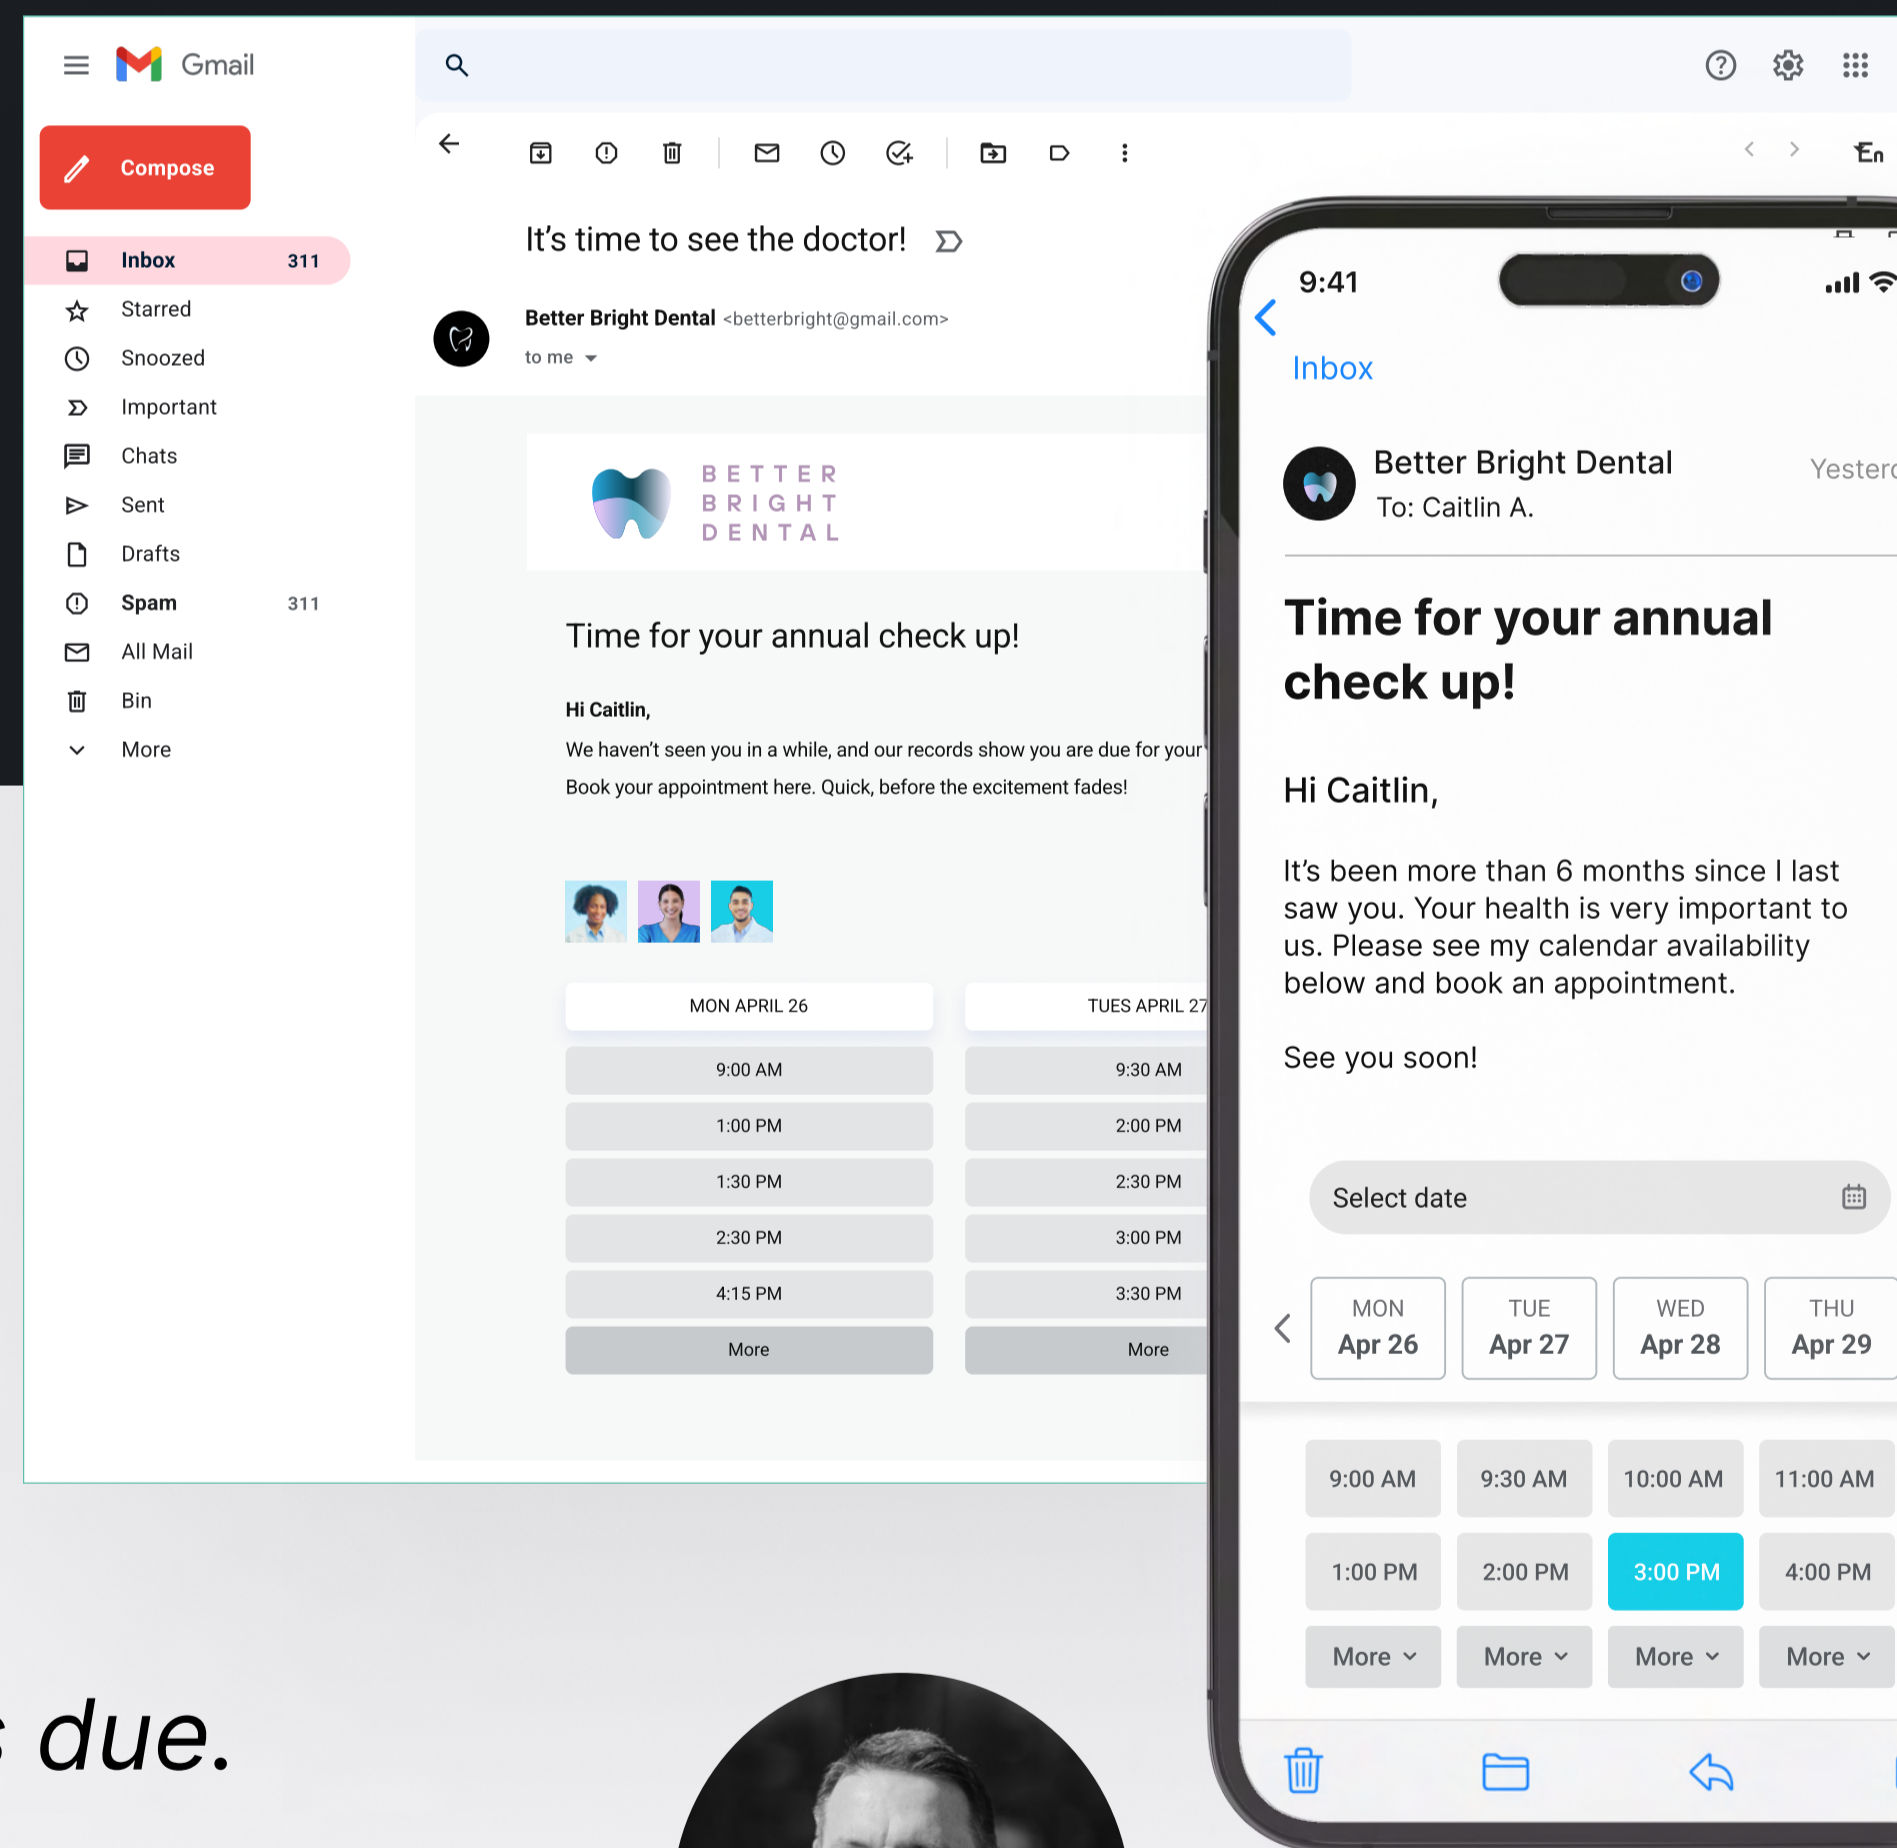 Gmail
Compose
Inbox 311
Starred
Snoozed
Important
Chats
Sent
Drafts
Spam 311
All Mail
Bin
More
En
It's time to see the doctor!
Better Bright Dental <betterbright@gmail.com>
to me
BETTER
BRIGHT
DENTAL
Time for your annual check up!
Hi Caitlin,
We haven't seen you in a while, and our records show you are due for your
Book your appointment here. Quick, before the excitement fades!
MON APRIL 26
9:00 AM
1:00 PM
1:30 PM
2:30 PM
4:15 PM
More
TUES APRIL 27
9:30 AM
2:00 PM
2:30 PM
3:00 PM
3:30 PM
More
9:41
Inbox
Better Bright Dental
To: Caitlin A.
Time for your annual
check up!
Hi Caitlin,
It's been more than 6 months since I last
saw you. Your health is very important to
us. Please see my calendar availability
below and book an appointment.
See you soon!
Select date
MON TUE WED THU
Apr 26 Apr 27 Apr 28 Apr 29
9:00 AM 9:30 AM 10:00 AM 11:00 AM
1:00 PM 2:00 PM 3:00 PM 4:00 PM
More More More More
due.